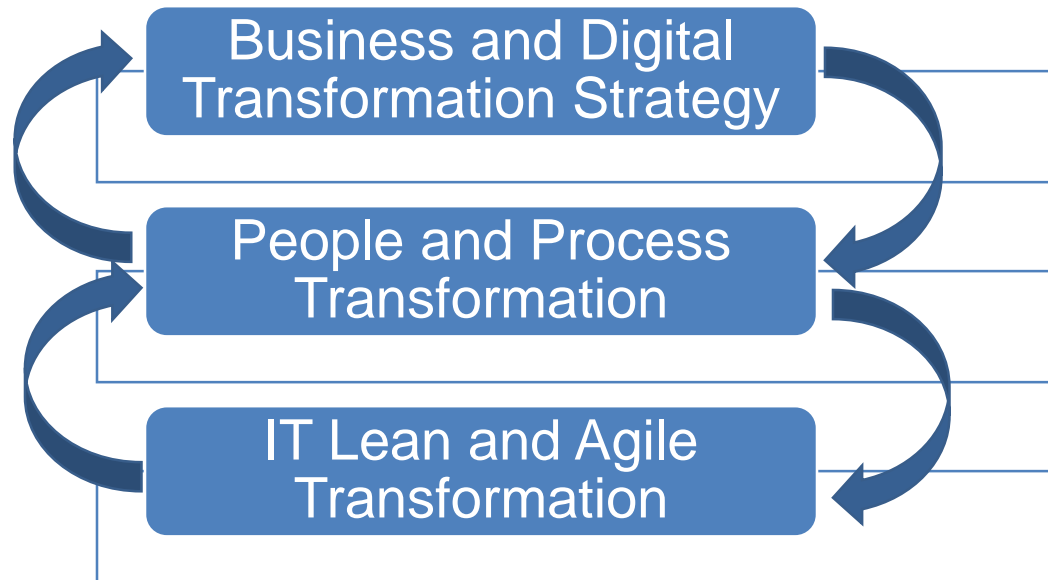 Business and Digital
Transformation Strategy
People and Process
Transformation
IT Lean and Agile
Transformation